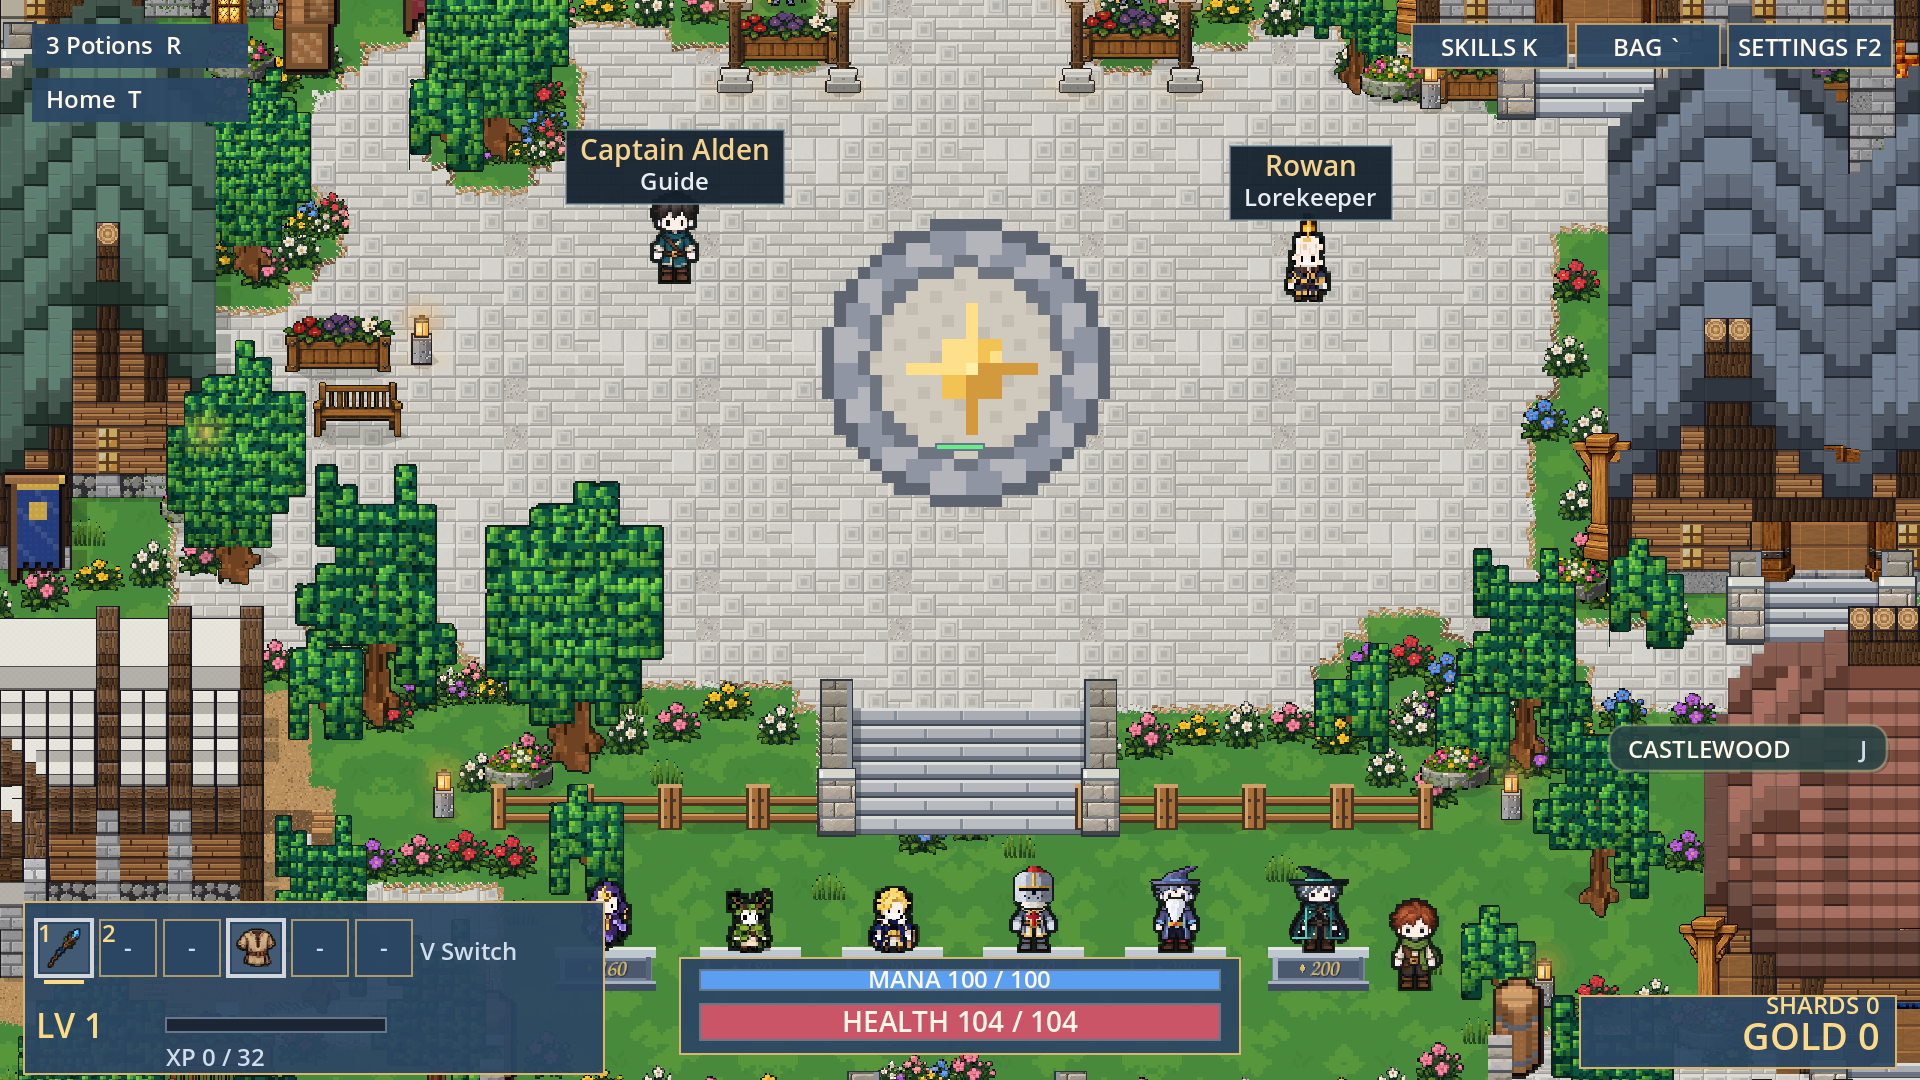 3 Potions R
Home T
SKILLS K
BAG `
SETTINGS F2
Captain Alden
Guide
Rowan
Lorekeeper
CASTLEWOOD J
1
2
-
-
-
-
V Switch
LV 1
XP 0 / 32
60
200
MANA 100 / 100
HEALTH 104 / 104
SHARDS 0
GOLD 0